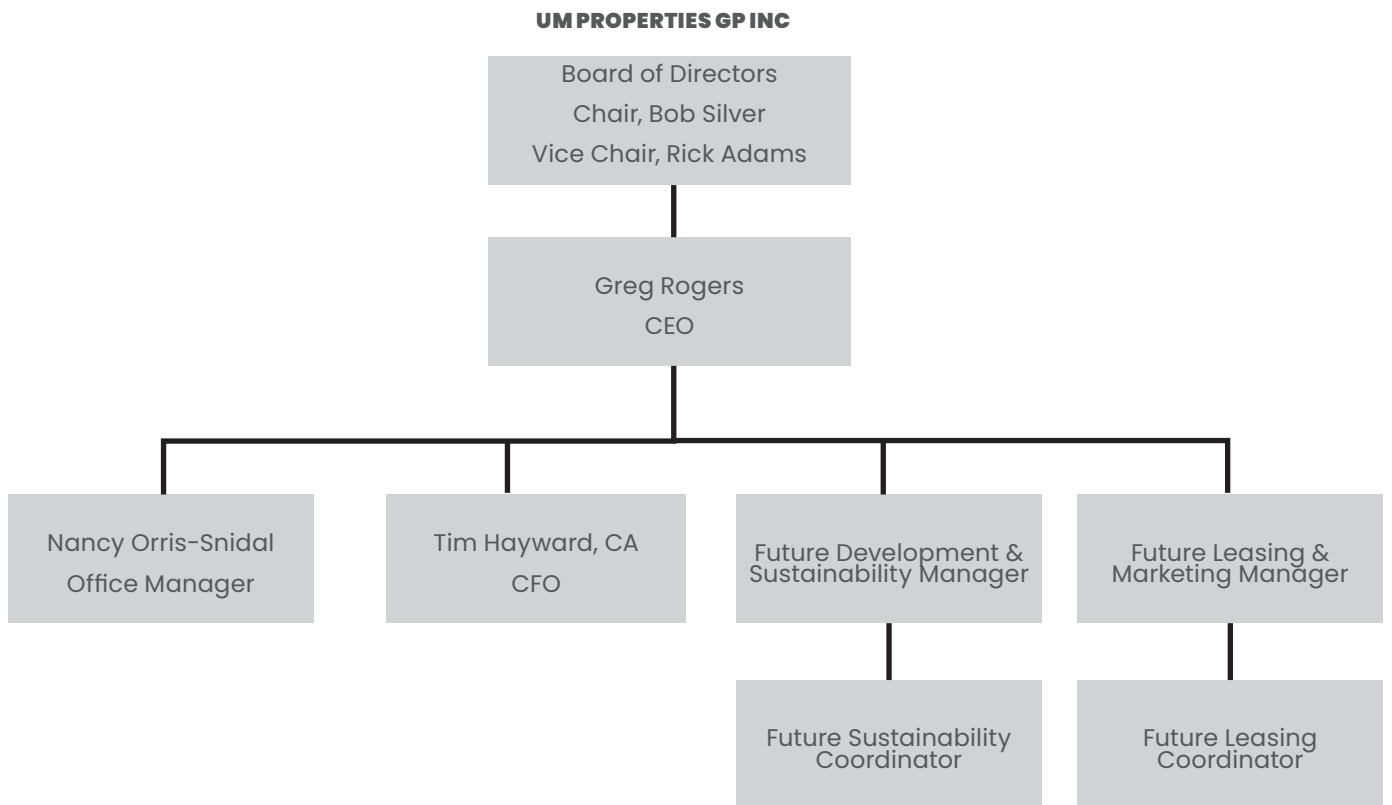 UM PROPERTIES GP INC
Board of Directors
Chair, Bob Silver
Vice Chair, Rick Adams
Greg Rogers
CEO
Nancy Orris-Snidal
Office Manager
Tim Hayward, CA
CFO
Future Development &
Sustainability Manager
Future Leasing &
Marketing Manager
Future Sustainability
Coordinator
Future Leasing
Coordinator